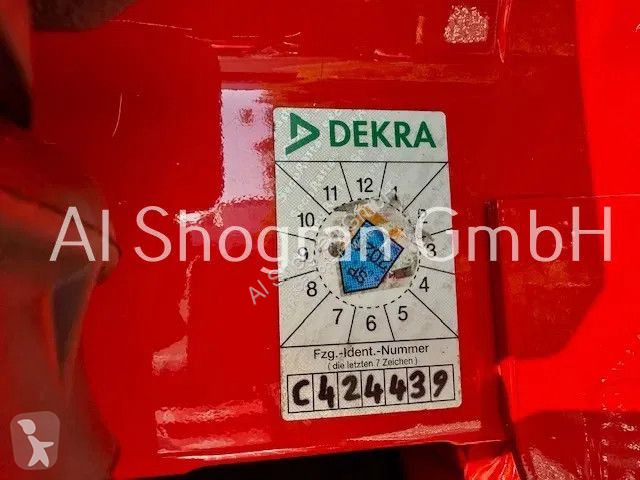 DEKRA
11 12 1
10 2
9 3
8 4
7 6 5
Al Shogran GmbH
Fzg.-Ident.-Nummer
(die letzten 7 Zeichen)
C424439